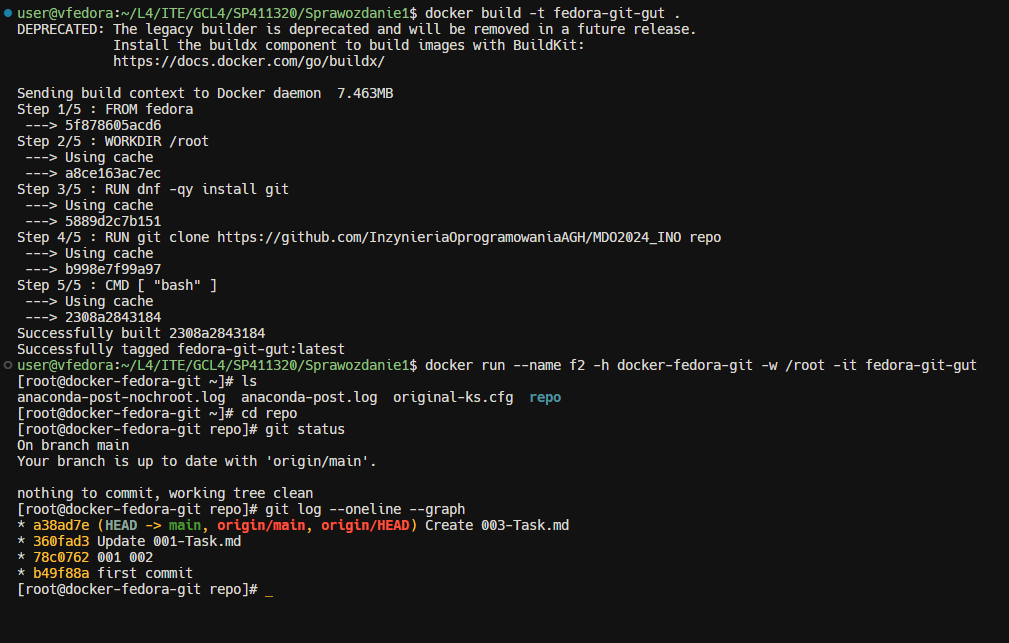 user@vfedora:~/L4/ITE/GCL4/SP411320/Sprawozdanie1$ docker build -t fedora-git-gut .
DEPRECATED: The legacy builder is deprecated and will be removed in a future release.
            Install the buildx component to build images with BuildKit:
            https://docs.docker.com/go/buildx/

Sending build context to Docker daemon  7.463MB
Step 1/5 : FROM fedora
 ---> 5f878605acd6
Step 2/5 : WORKDIR /root
 ---> Using cache
 ---> a8ce163ac7ec
Step 3/5 : RUN dnf -qy install git
 ---> Using cache
 ---> 5889d2c7b151
Step 4/5 : RUN git clone https://github.com/InzynieriaOprogramowaniaAGH/MDO2024_INO repo
 ---> Using cache
 ---> b998e7f99a97
Step 5/5 : CMD [ "bash" ]
 ---> Using cache
 ---> 2308a2843184
Successfully built 2308a2843184
Successfully tagged fedora-git-gut:latest
user@vfedora:~/L4/ITE/GCL4/SP411320/Sprawozdanie1$ docker run --name f2 -h docker-fedora-git -w /root -it fedora-git-gut
[root@docker-fedora-git ~]# ls
anaconda-post-nochroot.log  anaconda-post.log  original-ks.cfg  repo
[root@docker-fedora-git ~]# cd repo
[root@docker-fedora-git repo]# git status
On branch main
Your branch is up to date with 'origin/main'.

nothing to commit, working tree clean
[root@docker-fedora-git repo]# git log --oneline --graph
* a38ad7e (HEAD -> main, origin/main, origin/HEAD) Create 003-Task.md
* 360fad3 Update 001-Task.md
* 78c0762 001 002
* b49f88a first commit
[root@docker-fedora-git repo]# _